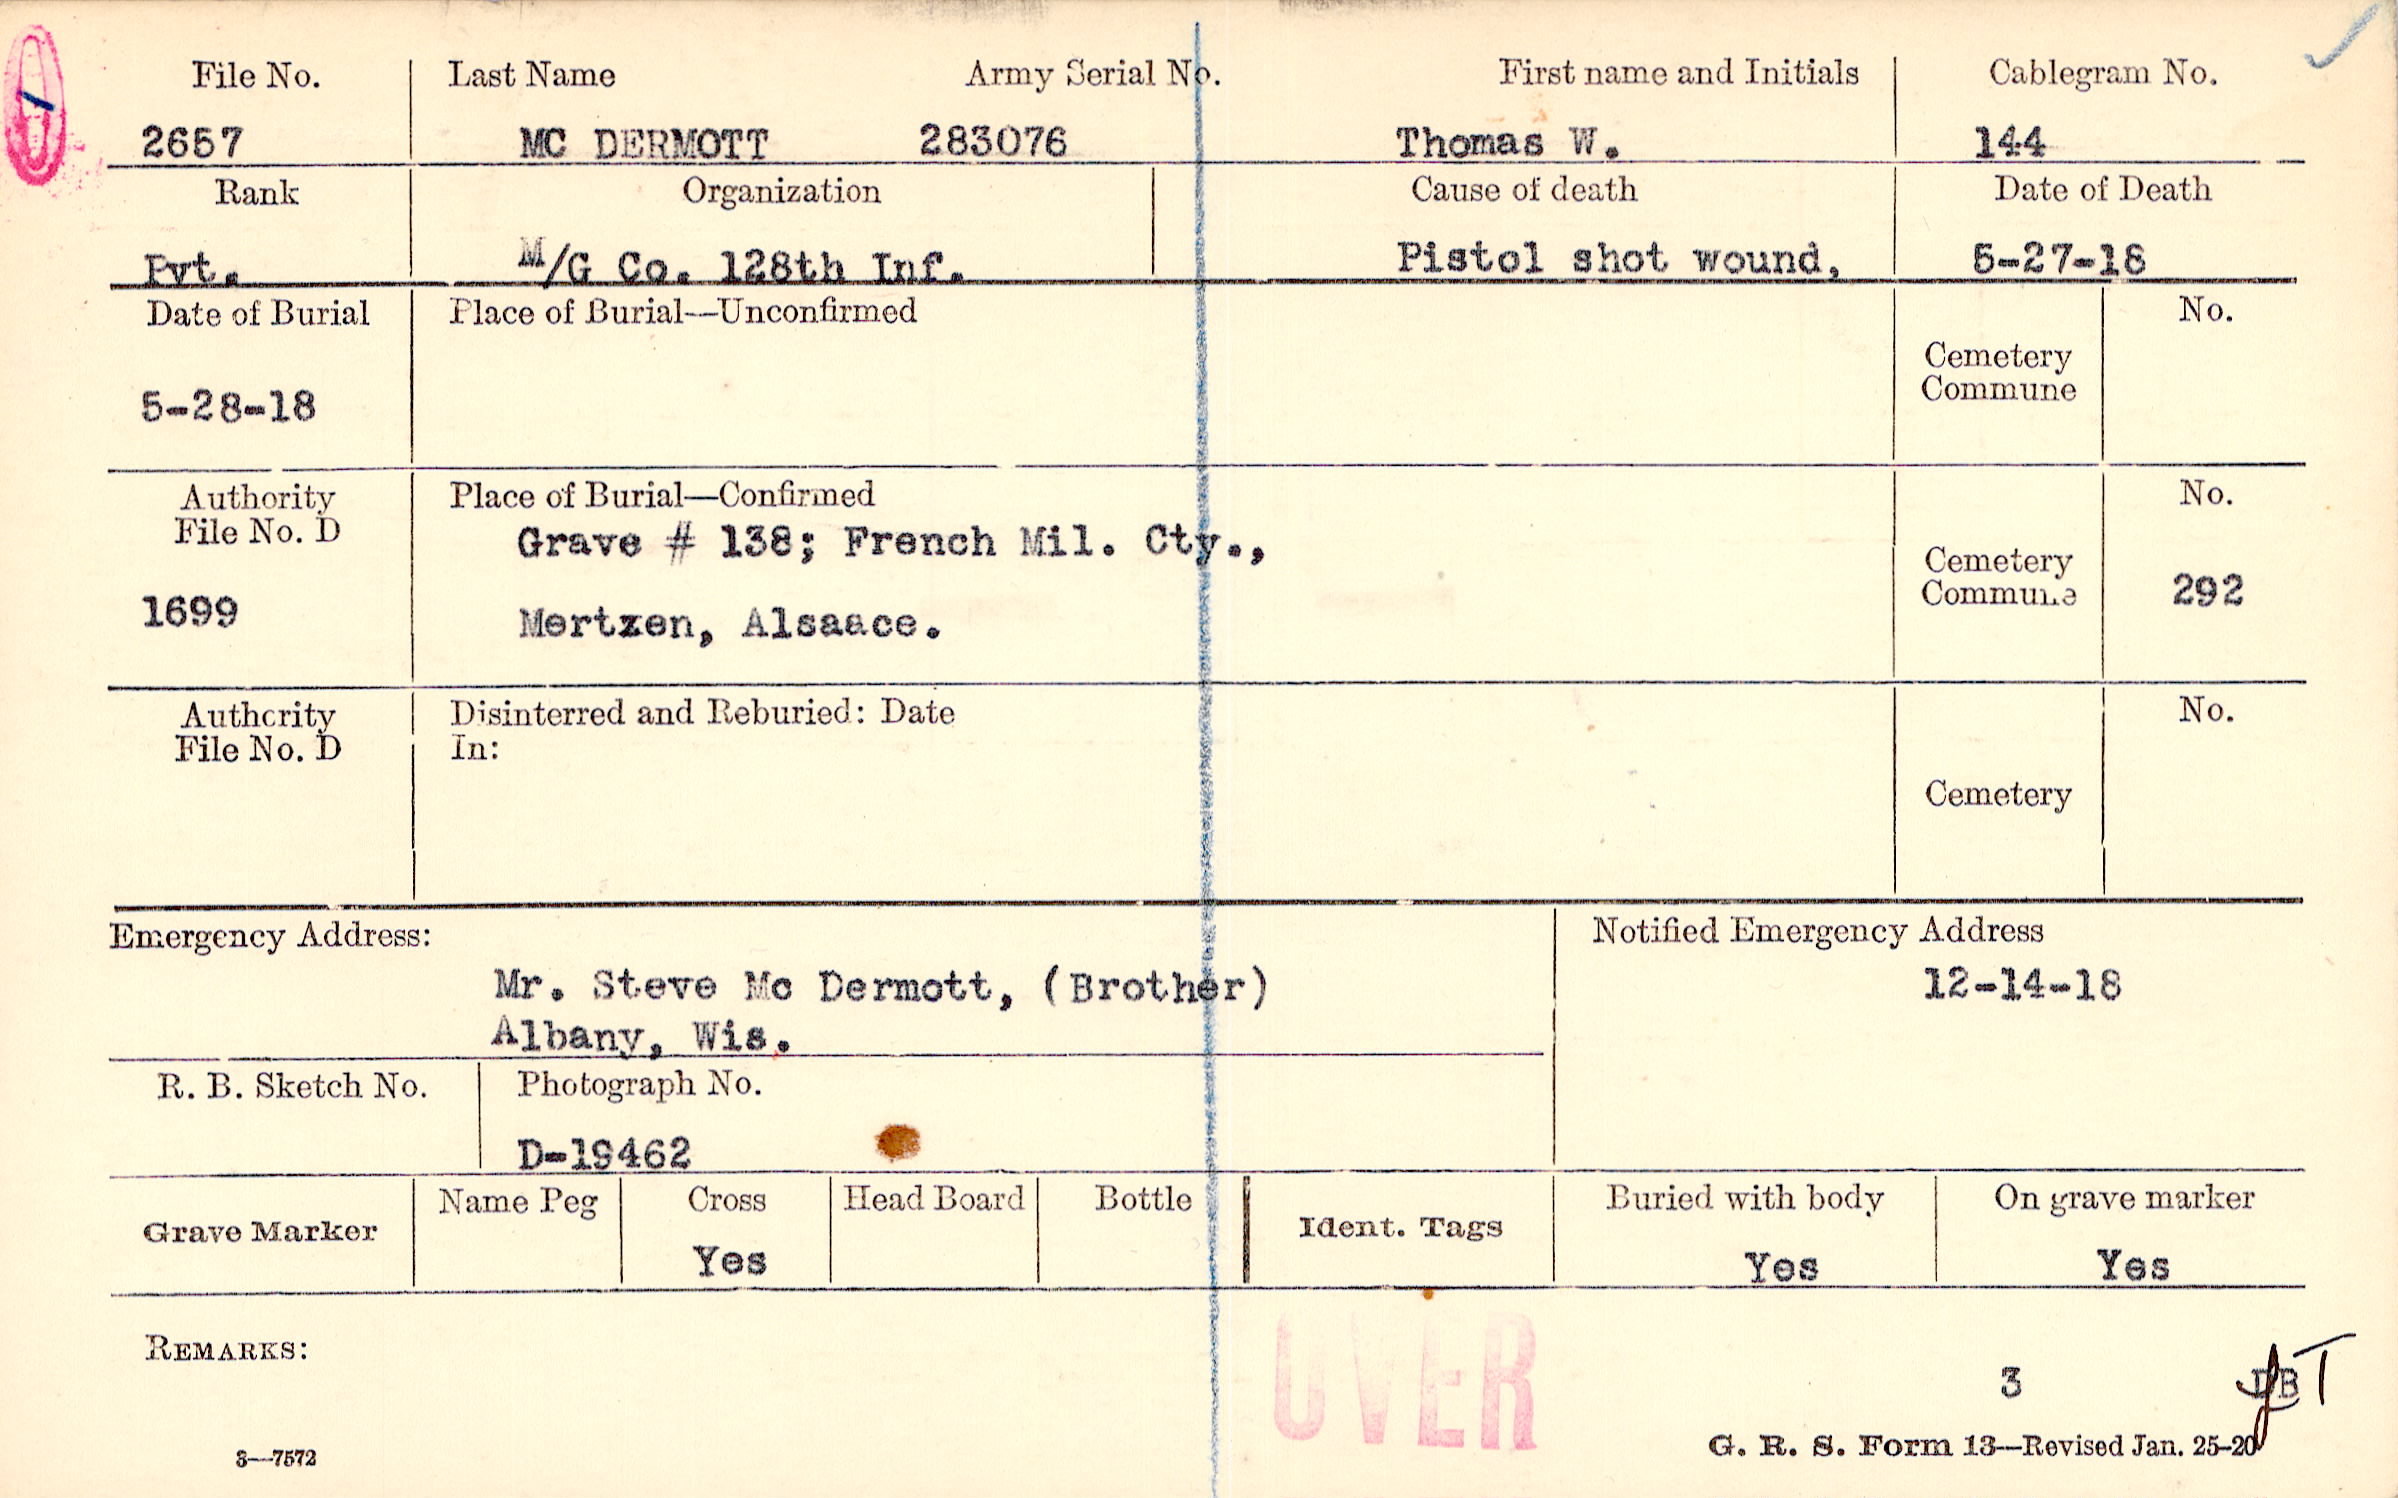 File No. Last Name Army Serial No. First name and Initials Cablegram No.
2657 MC DERMOTT 283076 Thomas W. 144
Rank Organization Cause of death Date of Death
Pvt. M/G Co. 128th Inf. Pistol shot wound, 5-27-18
Date of Burial Place of Burial—Unconfirmed No.
Cemetery
Commune
5-28-18
Authority Place of Burial—Confirmed No.
File No. D
Grave # 138; French Mil. Cty.,
Cemetery
Commune 292
1699 Mertzen, Alsaace.
Authority Disinterred and Reburied: Date No.
File No. D In:
Cemetery
Emergency Address: Notified Emergency Address
Mr. Steve Mc Dermott, (Brother) 12-14-18
Albany, Wis.
R. B. Sketch No. Photograph No.
D-19462
Grave Marker Name Peg Cross Head Board Bottle Ident. Tags Buried with body On grave marker
Yes Yes Yes
REMARKS:
OVER
3
3—7572 G. R. S. Form 13—Revised Jan. 25-20